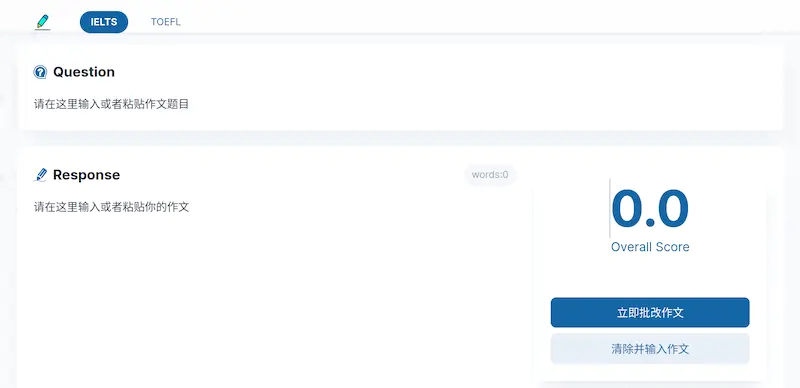 IELTS TOEFL
Question
请在这里输入或者粘贴作文题目
Response words:0
请在这里输入或者粘贴你的作文
0.0
Overall Score
立即批改作文
清除并输入作文